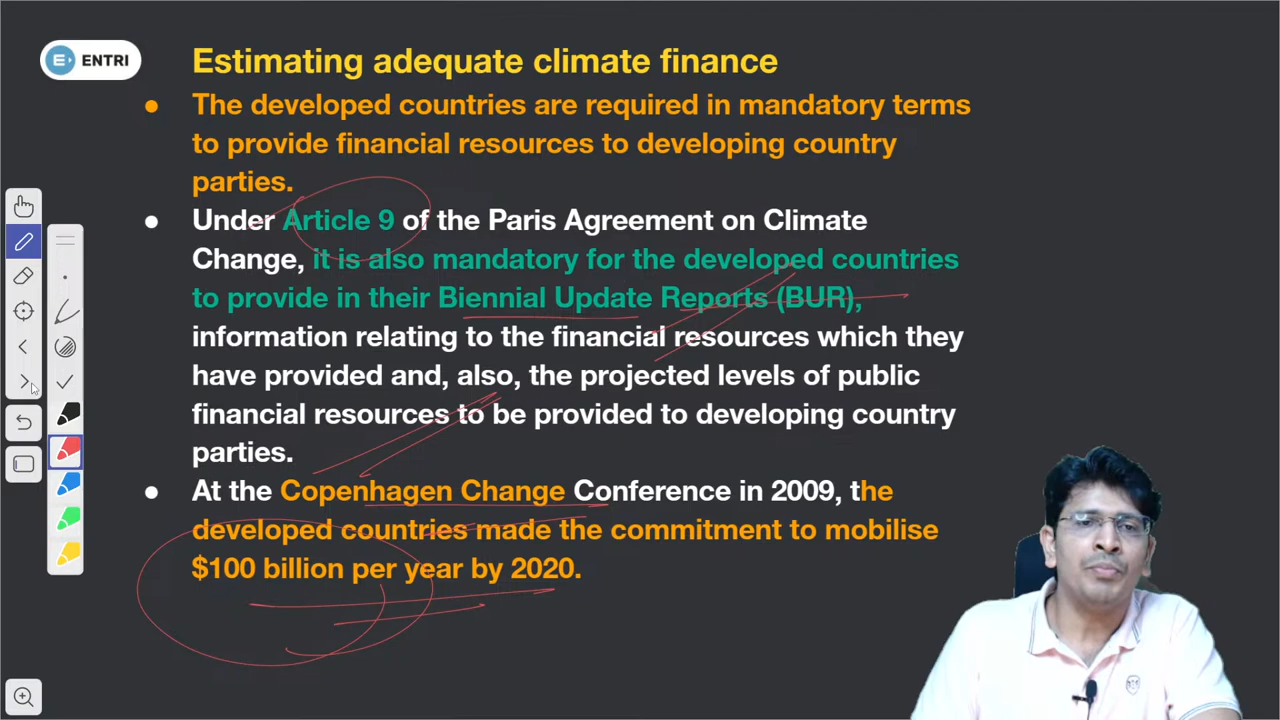 ENTRI
Estimating adequate climate finance
● The developed countries are required in mandatory terms
to provide financial resources to developing country
parties.
● Under Article 9 of the Paris Agreement on Climate
Change, it is also mandatory for the developed countries
to provide in their Biennial Update Reports (BUR),
information relating to the financial resources which they
have provided and, also, the projected levels of public
financial resources to be provided to developing country
parties.
● At the Copenhagen Change Conference in 2009, the
developed countries made the commitment to mobilise
$100 billion per year by 2020.